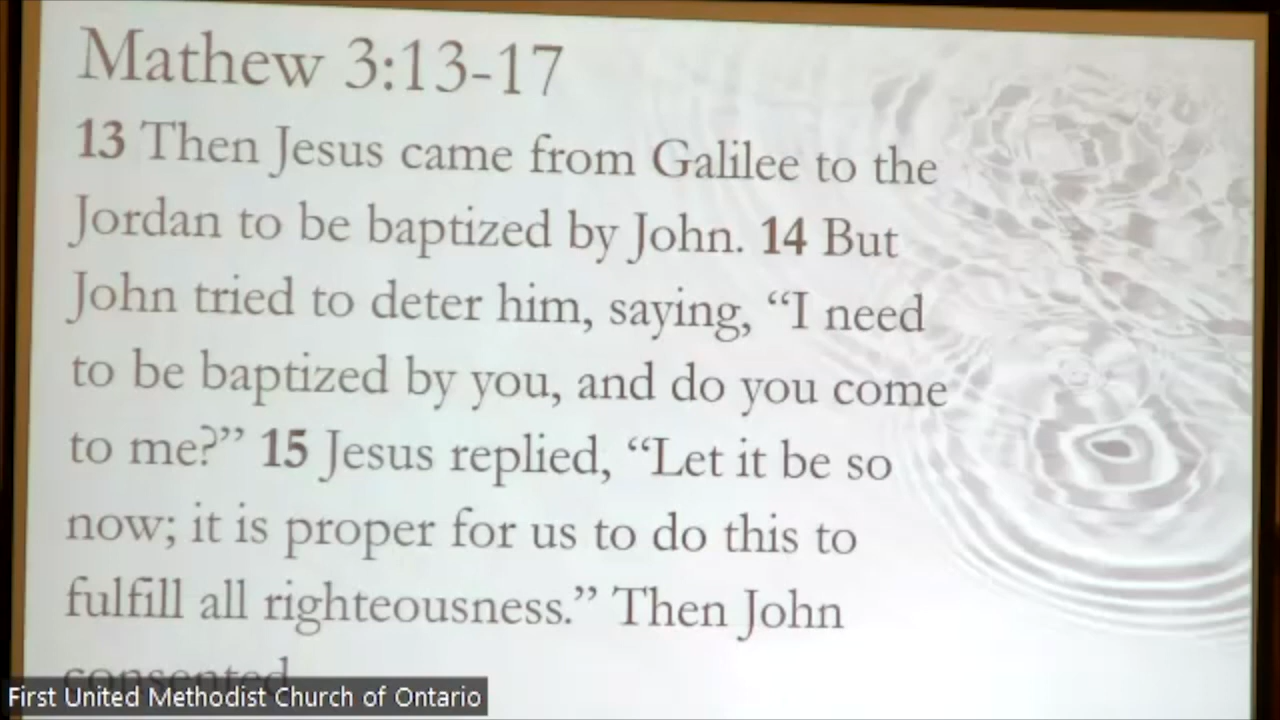 Mathew 3:13-17
13 Then Jesus came from Galilee to the
Jordan to be baptized by John. 14 But
John tried to deter him, saying, “I need
to be baptized by you, and do you come
to me?” 15 Jesus replied, “Let it be so
now; it is proper for us to do this to
fulfill all righteousness.” Then John
consented
First United Methodist Church of Ontario